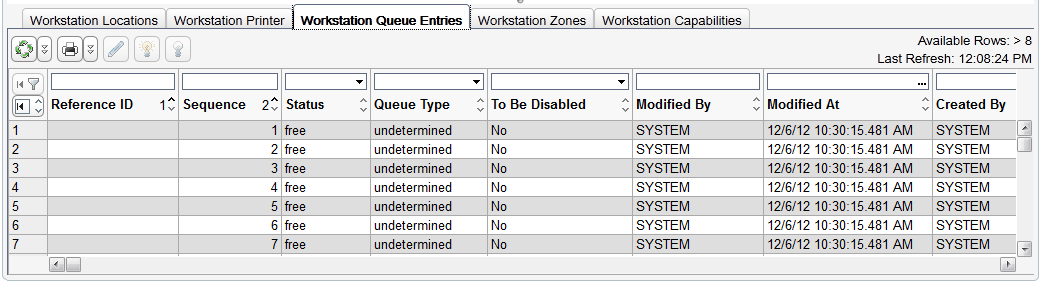 Workstation Locations Workstation Printer Workstation Queue Entries Workstation Zones Workstation Capabilities
Available Rows: > 8
Last Refresh: 12:08:24 PM
...
Reference ID 1 Sequence 2 Status Queue Type To Be Disabled Modified By Modified At Created By
1 1 free undetermined No SYSTEM 12/6/12 10:30:15.481 AM SYSTEM
2 2 free undetermined No SYSTEM 12/6/12 10:30:15.481 AM SYSTEM
3 3 free undetermined No SYSTEM 12/6/12 10:30:15.481 AM SYSTEM
4 4 free undetermined No SYSTEM 12/6/12 10:30:15.481 AM SYSTEM
5 5 free undetermined No SYSTEM 12/6/12 10:30:15.481 AM SYSTEM
6 6 free undetermined No SYSTEM 12/6/12 10:30:15.481 AM SYSTEM
7 7 free undetermined No SYSTEM 12/6/12 10:30:15.481 AM SYSTEM